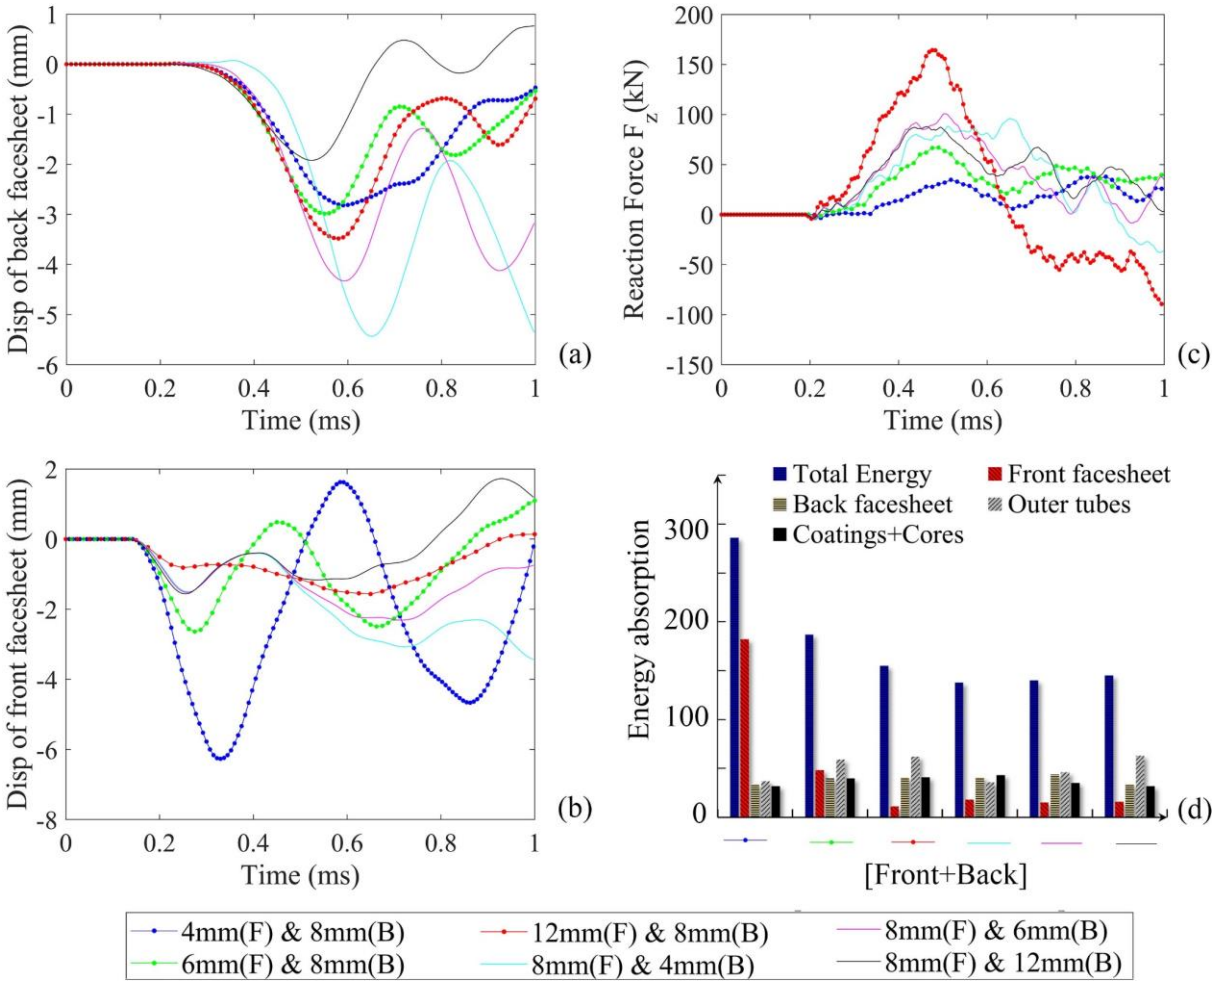 Disp of back facesheet (mm)
1
0
-1
-2
-3
-4
-5
-6
0 0.2 0.4 0.6 0.8 1
Time (ms)
(a)
Reaction Force F_z(kN)
200
150
100
50
0
-50
-100
-150
0 0.2 0.4 0.6 0.8 1
Time (ms)
(c)
Disp of front facesheet (mm)
2
0
-2
-4
-6
-8
0 0.2 0.4 0.6 0.8 1
Time (ms)
(b)
Total Energy Front facesheet
Back facesheet Outer tubes
Coatings+Cores
Energy absorption
300
200
100
0
(d)
[Front+Back]
4mm(F) & 8mm(B) 12mm(F) & 8mm(B) 8mm(F) & 6mm(B)
6mm(F) & 8mm(B) 8mm(F) & 4mm(B) 8mm(F) & 12mm(B)